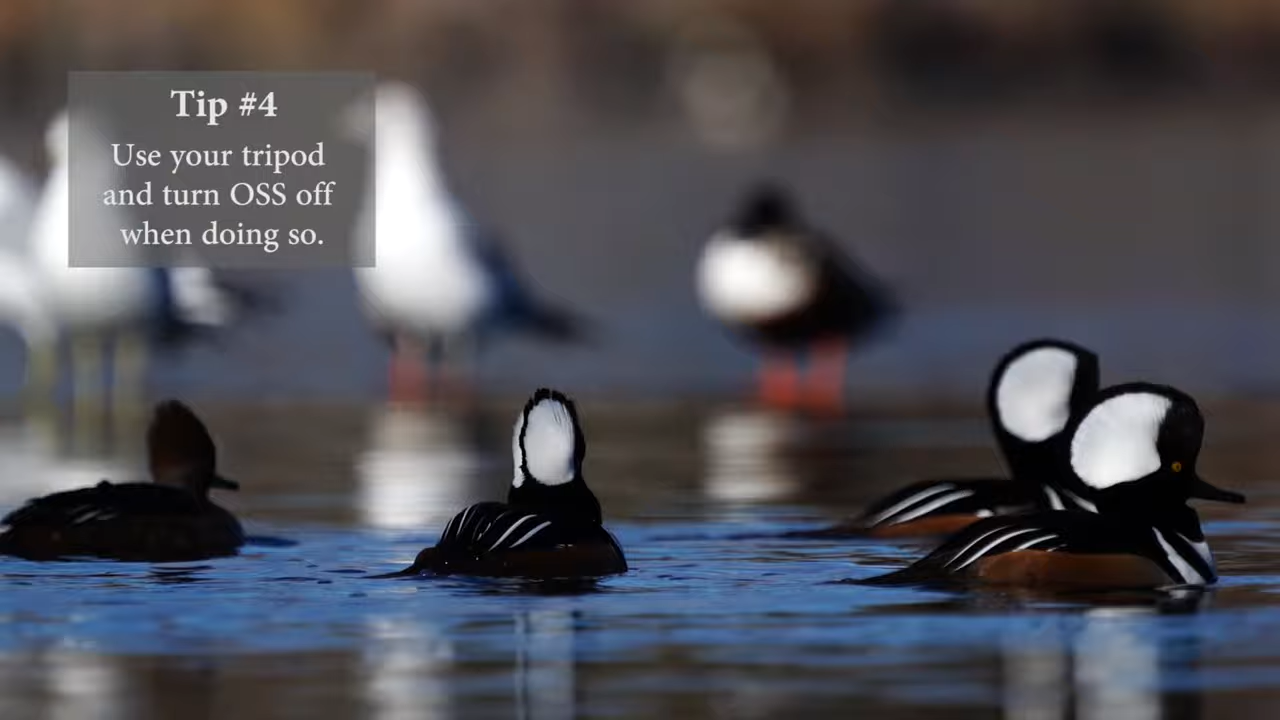 Tip #4
Use your tripod
and turn OSS off
when doing so.